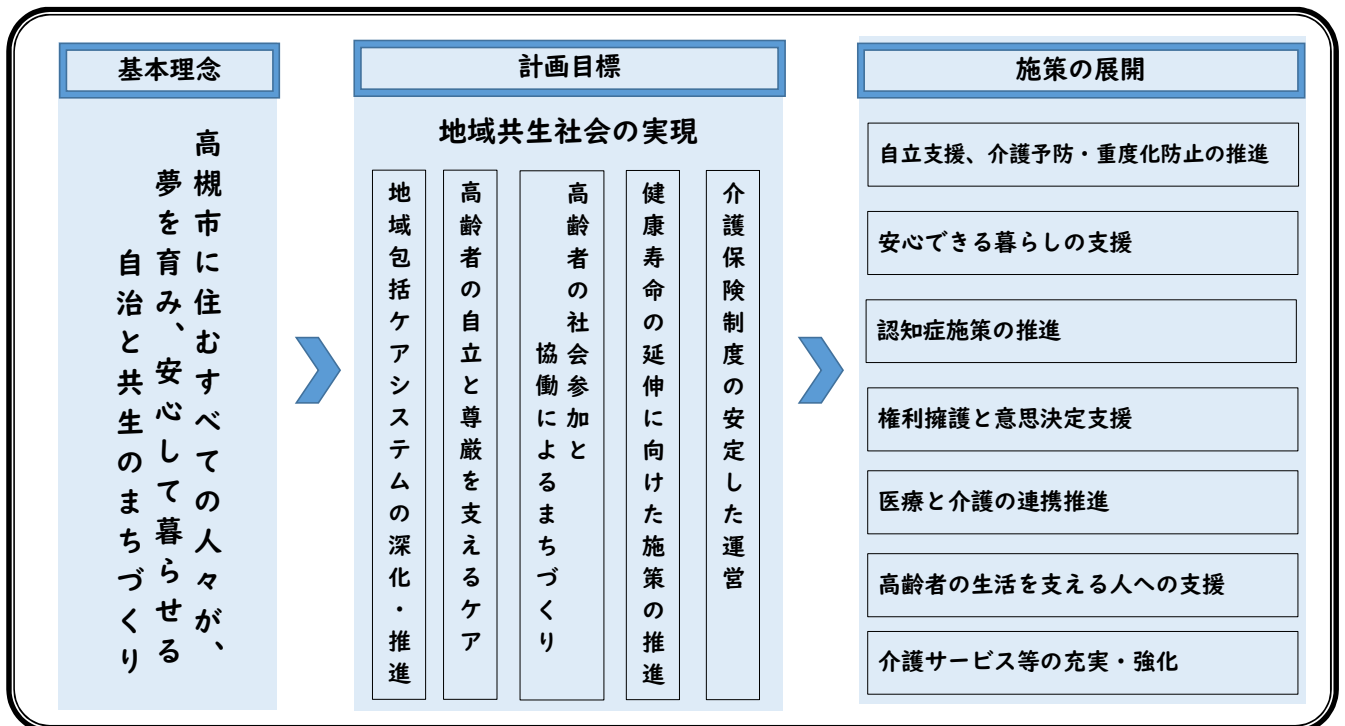 基本理念
高槻市に住むすべての人々が、
夢を育み、安心して暮らせる
自治と共生のまちづくり
計画目標
地域共生社会の実現
地域包括ケアシステムの深化・推進
高齢者の自立と尊厳を支えるケア
高齢者の社会参加と
協働によるまちづくり
健康寿命の延伸に向けた施策の推進
介護保険制度の安定した運営
施策の展開
自立支援、介護予防・重度化防止の推進
安心できる暮らしの支援
認知症施策の推進
権利擁護と意思決定支援
医療と介護の連携推進
高齢者の生活を支える人への支援
介護サービス等の充実・強化